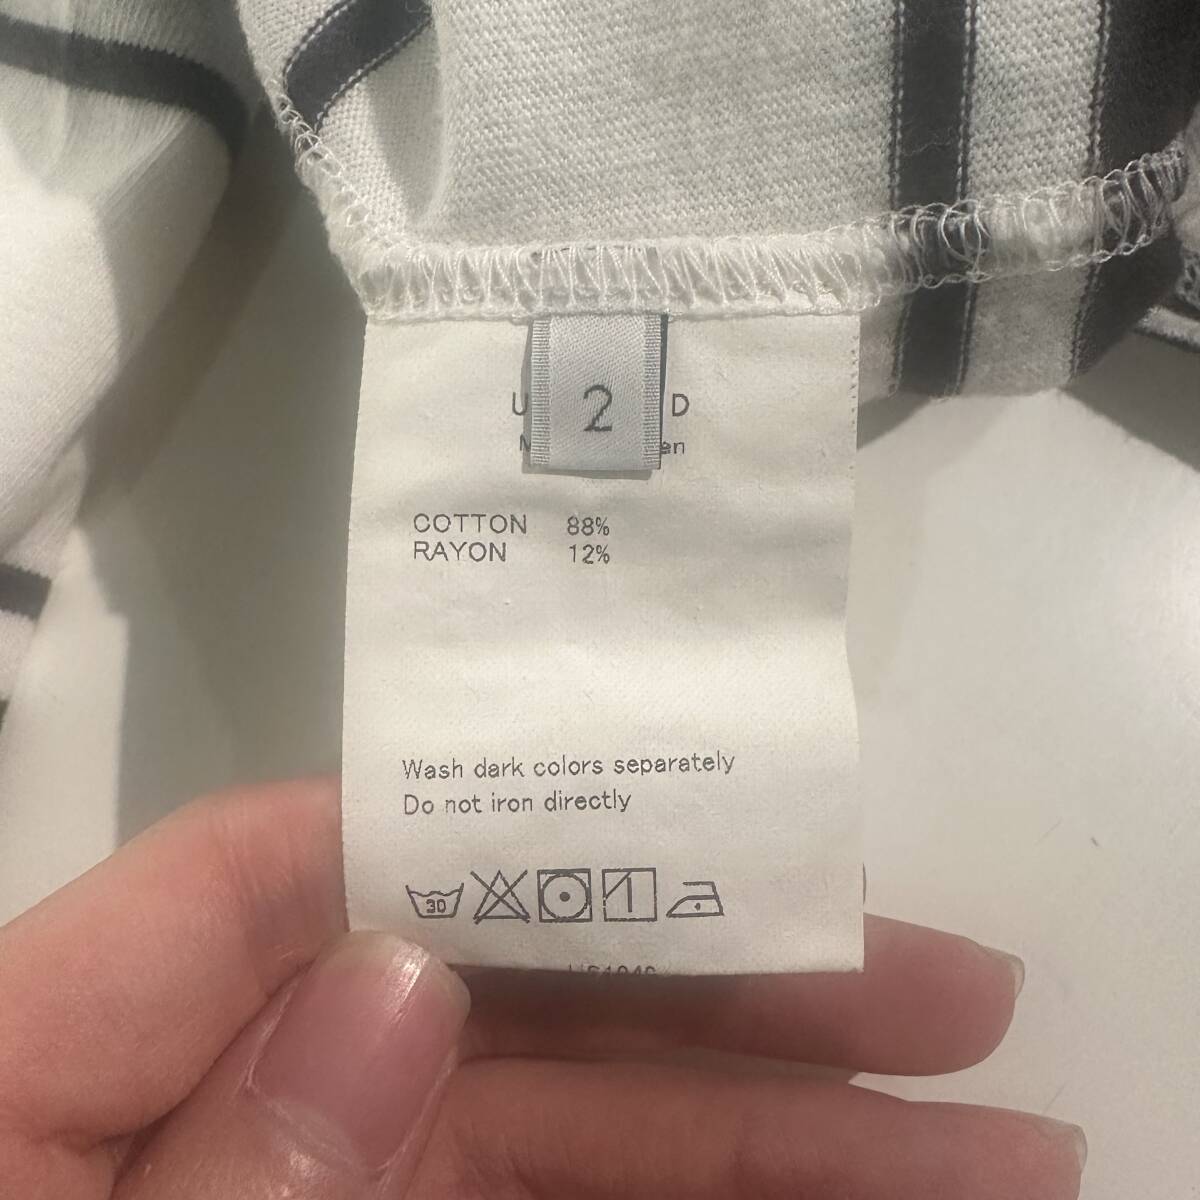 2
COTTON 88%
RAYON 12%
Wash dark colors separately
Do not iron directly
30